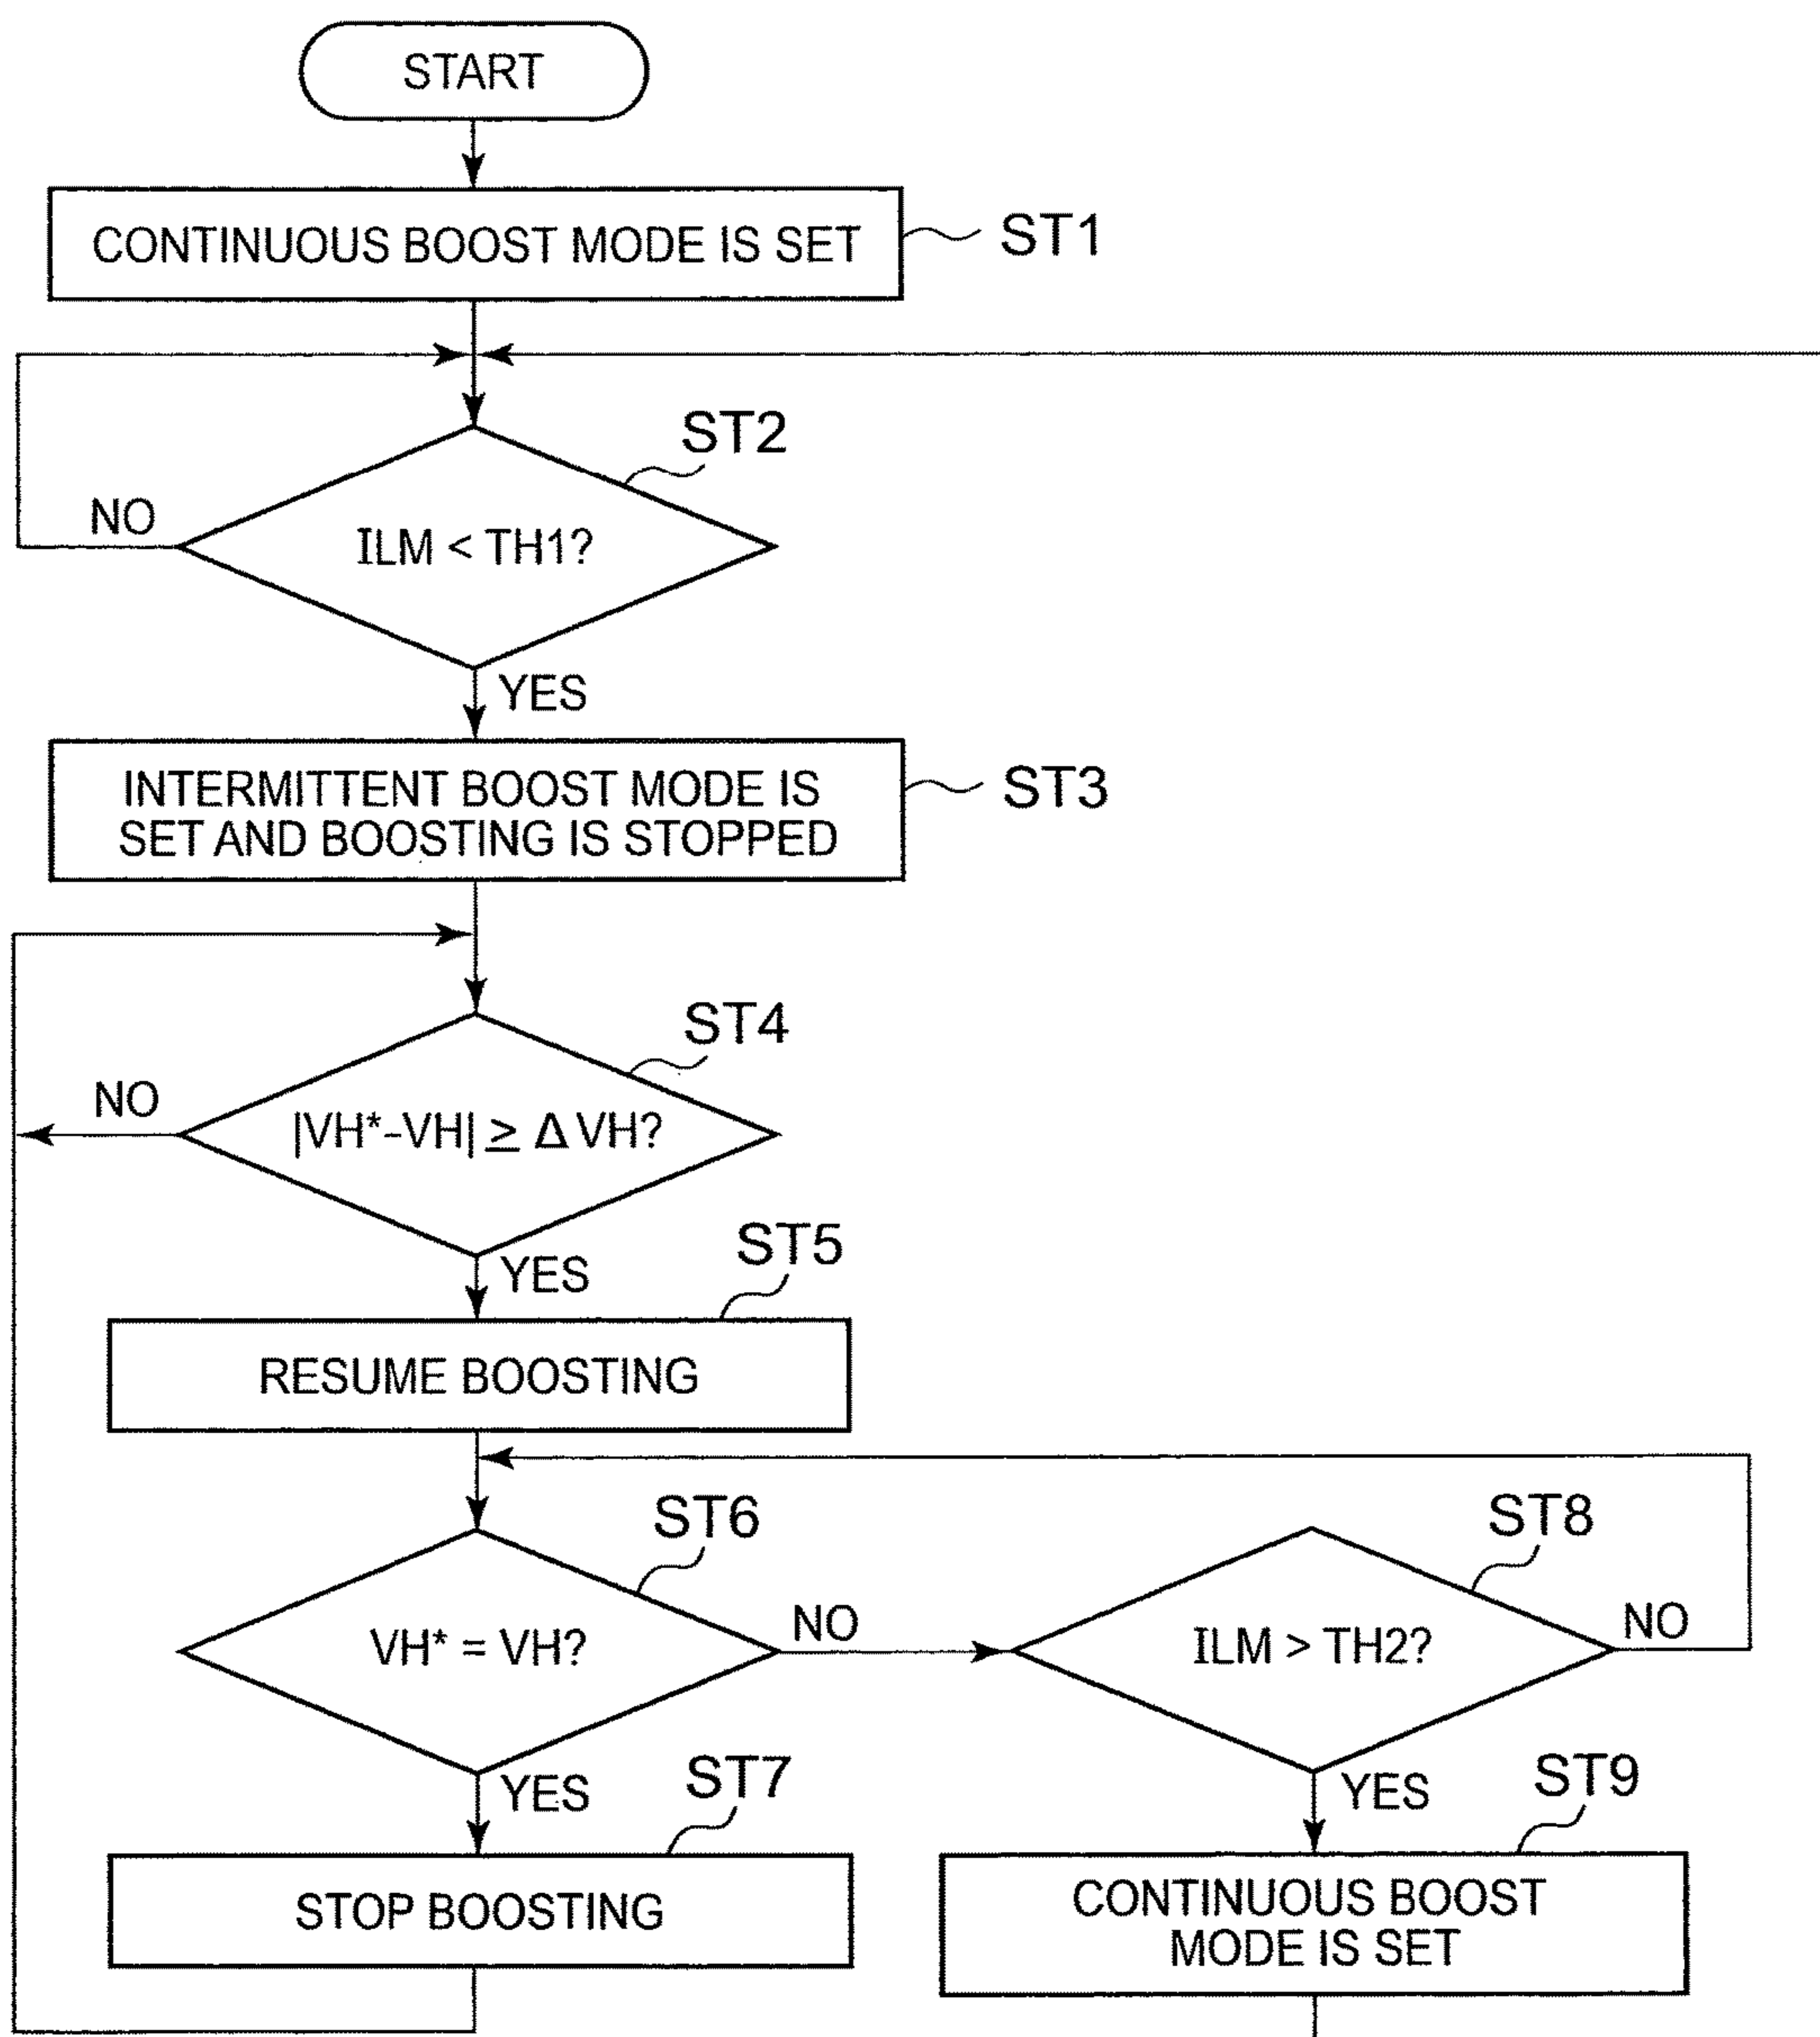 START
CONTINUOUS BOOST MODE IS SET
ST1
ST2
NO
ILM < TH1?
YES
INTERMITTENT BOOST MODE IS
SET AND BOOSTING IS STOPPED
ST3
ST4
NO
|VH*-VH| ≥ Δ VH?
YES
ST5
RESUME BOOSTING
ST6
VH* = VH?
NO
ST8
ILM > TH2?
NO
YES
ST7
STOP BOOSTING
YES
ST9
CONTINUOUS BOOST
MODE IS SET